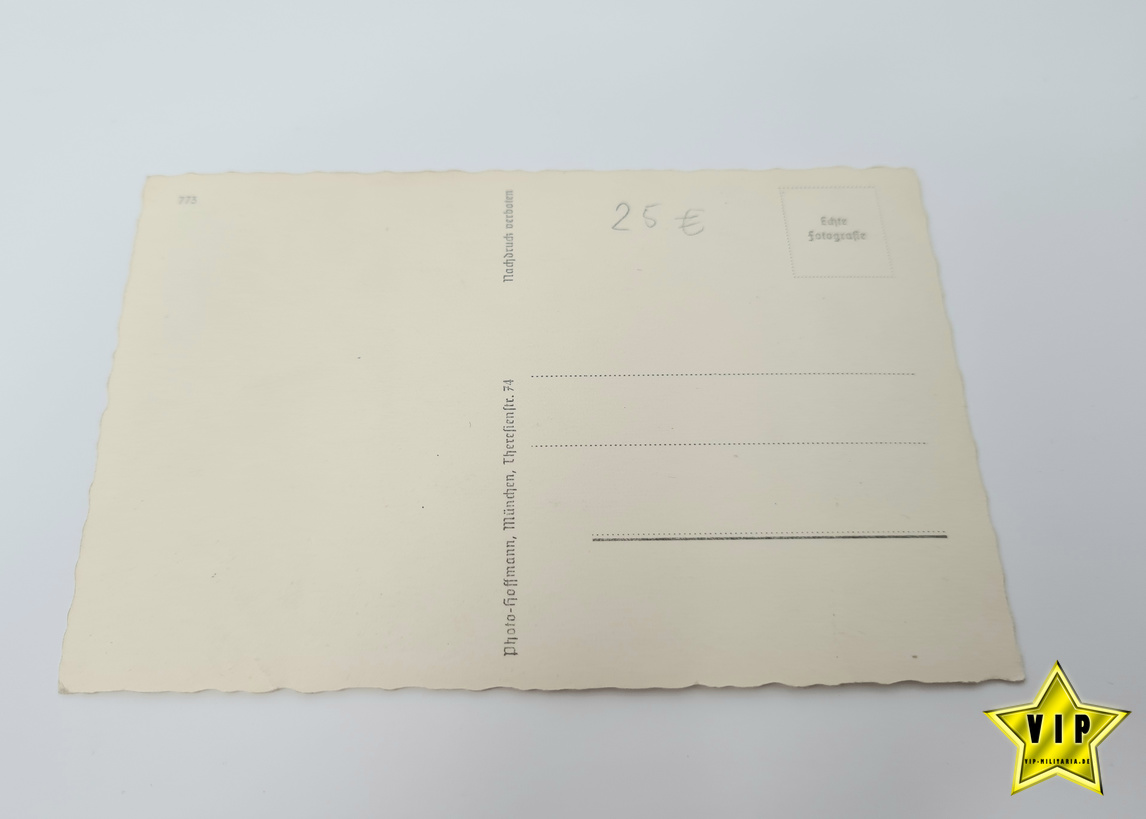 773
Nachdruck verboten
25 €
Echte
Fotografie
Photo-Hoffmann, München, Theresienstr. 74
VIP
VIP-MILITARIA.DE